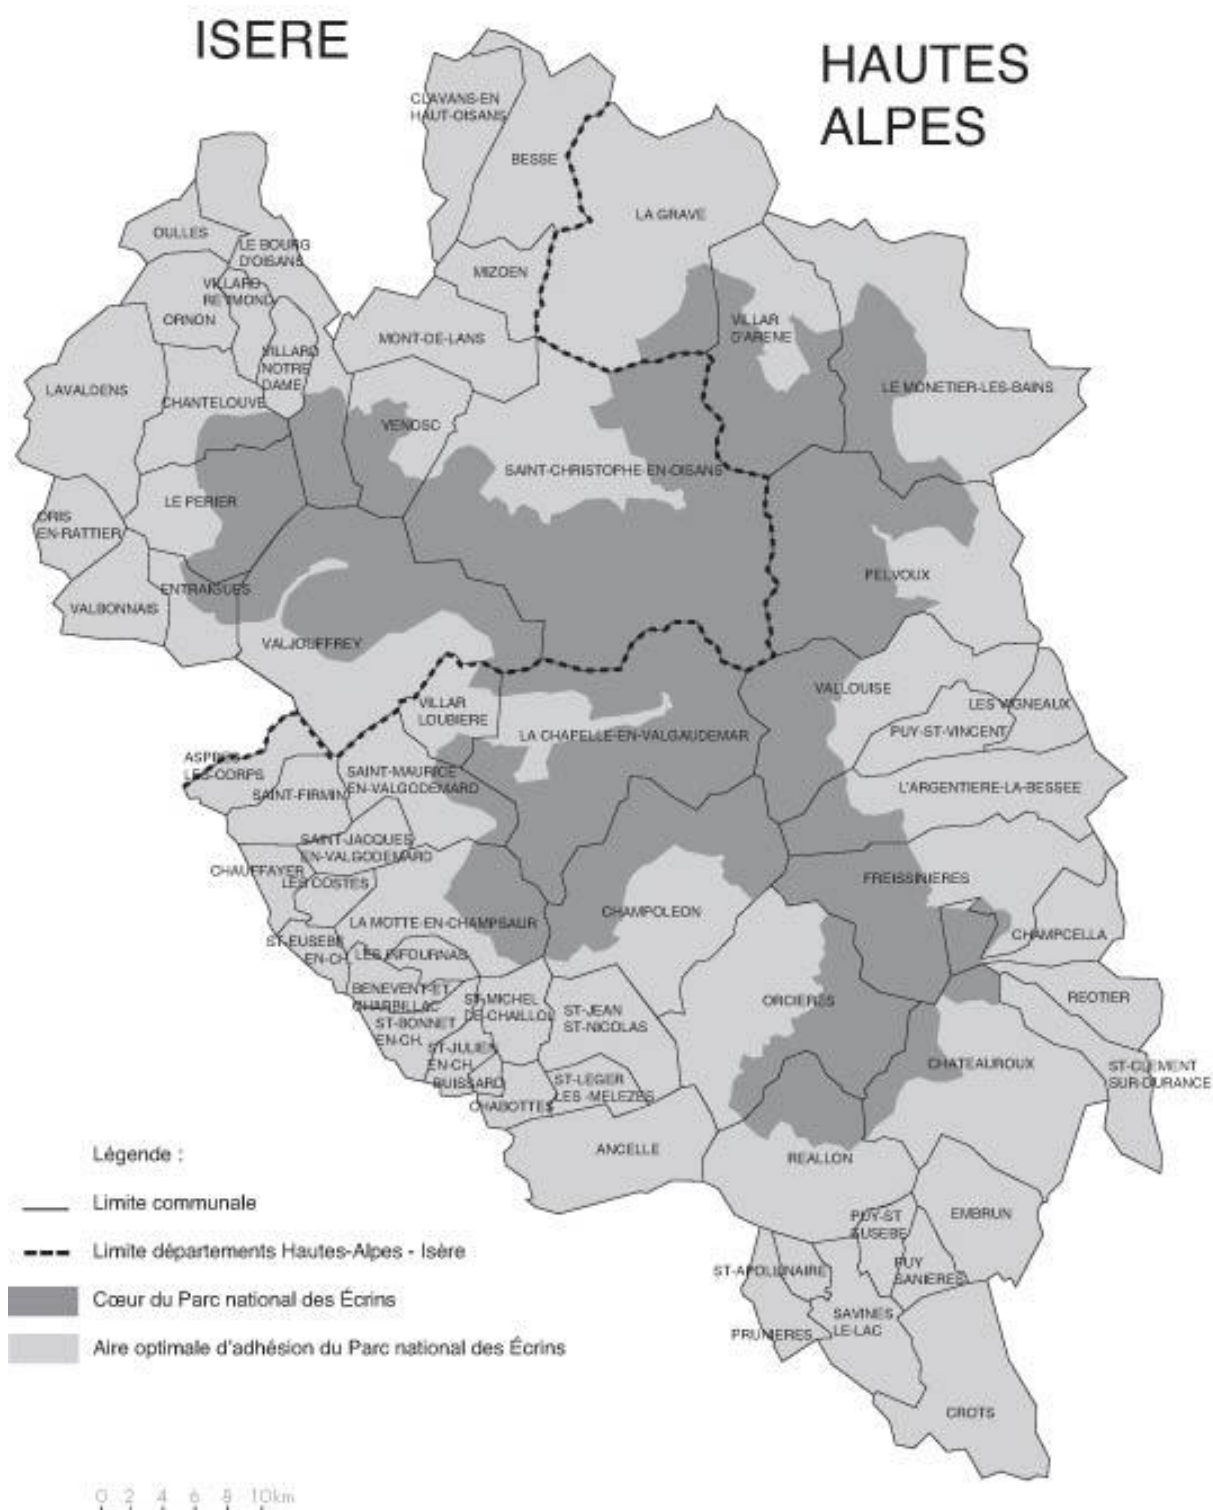 ISERE
HAUTES
ALPES
CLAVANS-EN
HAUT-OISANS
BESSE
LA GRAVE
OULLES
LE BOURG
D'OISANS
MIZOEN
VILLARD
REYMOND
ORNON
VILLAR
D'ARENE
MONT-DE-LANS
VILLARD
NOTRE
DAME
LAVALDENS
CHANTELOUVE
LE MONETIER-LES-BAINS
VENOSC
SAINT-CHRISTOPHE-EN-OISANS
LE PERIER
ORIS
EN-RATTIER
PELVOUX
ENTRAIGUES
VALBONNAIS
VALJOUFFREY
VALLOUISE
VILLAR
LOUBIERE
LES VIGNEAUX
PUY-ST-VINCENT
LA CHAPELLE-EN-VALGAUDEMAR
ASPRES
LES-CORPS
SAINT-MAURICE
EN-VALGODEMARD
SAINT-FIRMIN
L'ARGENTIERE-LA-BESSEE
SAINT-JACQUES
EN-VALGODEMARD
CHAUFFAYER
LES COSTES
FREISSINIERES
CHAMPOLEON
LA MOTTE-EN-CHAMPSAUR
CHAMPCELLA
ST-EUSEBE
EN-CH
LES INFOURNAS
BENEVENT-ET
CHARBILLAC
ST-MICHEL
DE-CHAILLOL
ORCIERES
REOTIER
ST-JEAN
ST-NICOLAS
ST-BONNET
EN-CH.
ST-JULIEN
EN-CH.
CHATEAUROUX
ST-CLEMENT
SUR-DURANCE
BUISSARD
ST-LEGER
LES -MELEZES
CHABOTTES
ANCELLE
REALLON
PUY-ST
EUSEBE
EMBRUN
ST-APOLLINAIRE
PUY
SANIERES
PRUNIERES
SAVINES
LE-LAC
CROTS
Légende :
Limite communale
Limite départements Hautes-Alpes - Isère
Cœur du Parc national des Écrins
Aire optimale d'adhésion du Parc national des Écrins
0 2 4 6 8 10km